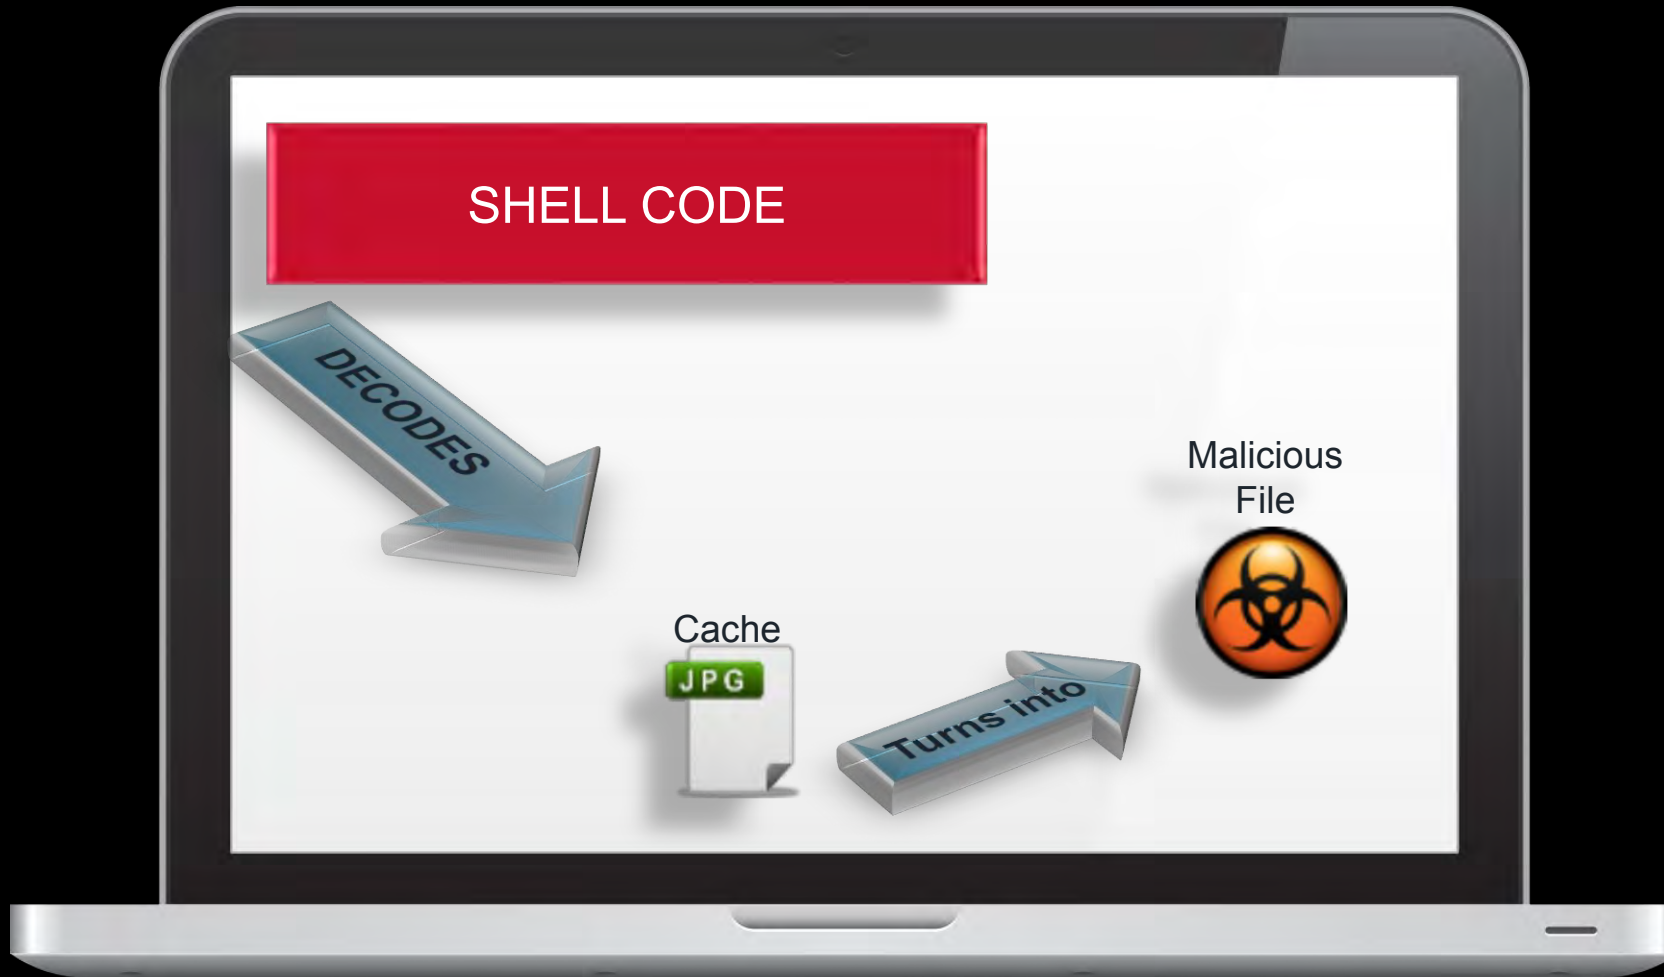 SHELL CODE
DECODES
Malicious
File
Cache
JPG
Turns into